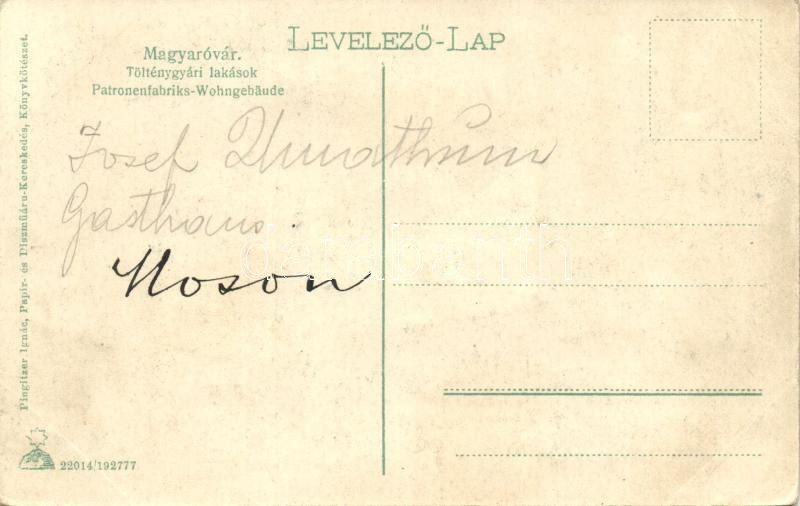 LEVELEZŐ-LAP
Magyaróvár.
Tölténygyári lakások
Patronenfabriks-Wohngebäude
Josef
Gasthaus
Moson
Pingitzer Ignác, Papír- és Díszműáru-Kereskedés, Könyvkötészet.
22014/192777